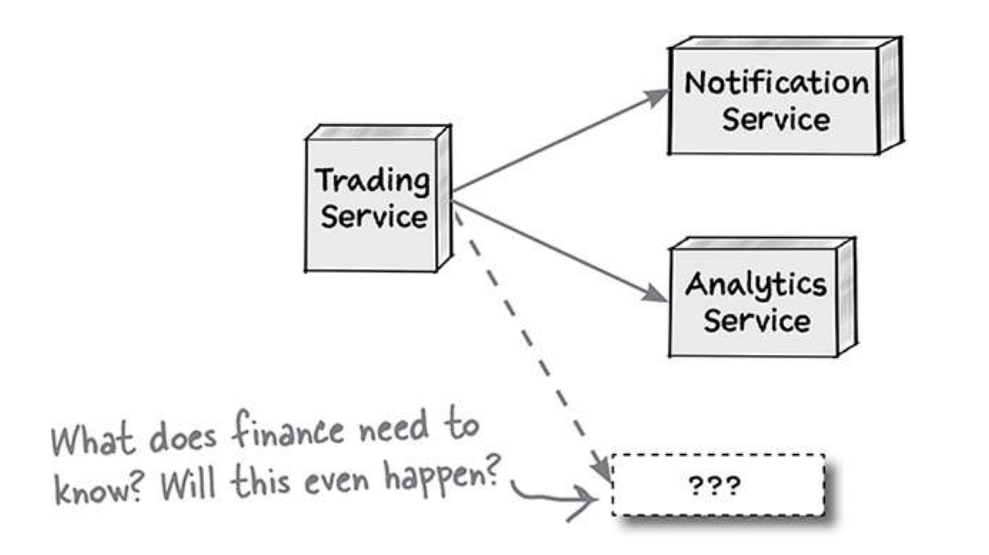 Notification
Service
Trading
Service
Analytics
Service
What does finance need to
know? Will this even happen?
???